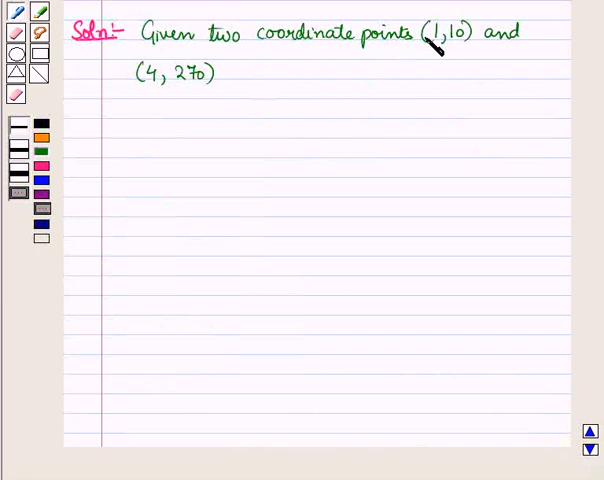 Soln:- Given two coordinate points (1,10) and
(4, 270)